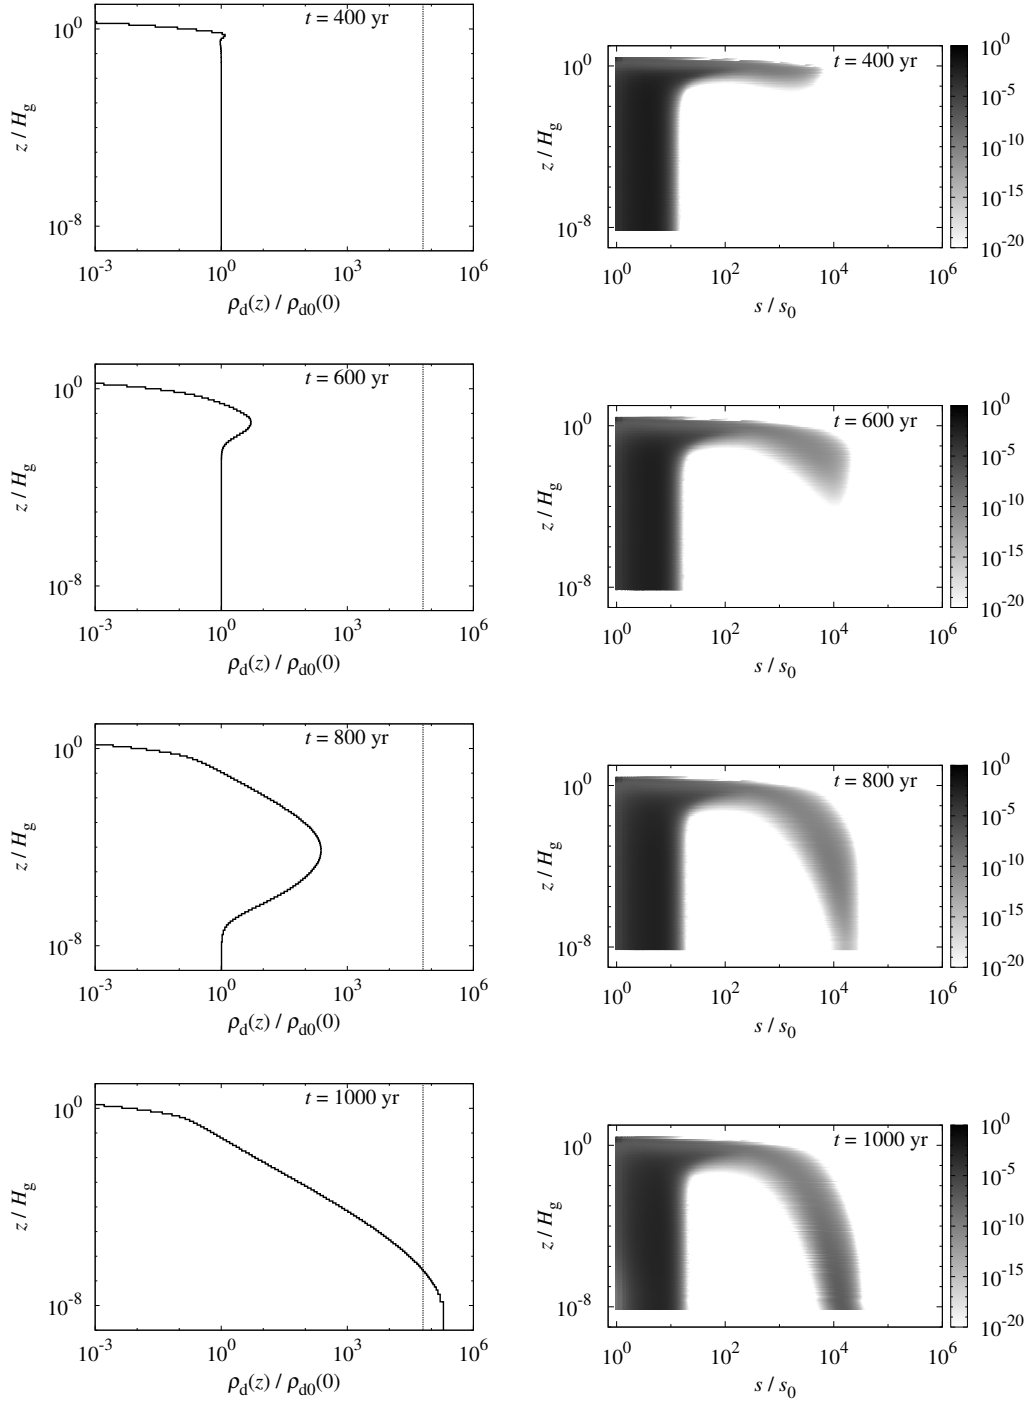 t = 400 yr
10^0
10^-8
z / H_g
10^-3 10^0 10^3 10^6
ρ_d(z) / ρ_d0(0)
t = 400 yr
10^0
10^-8
z / H_g
10^0 10^2 10^4 10^6
s / s_0
10^0
10^-5
10^-10
10^-15
10^-20
t = 600 yr
10^0
10^-8
z / H_g
10^-3 10^0 10^3 10^6
ρ_d(z) / ρ_d0(0)
t = 600 yr
10^0
10^-8
z / H_g
10^0 10^2 10^4 10^6
s / s_0
10^0
10^-5
10^-10
10^-15
10^-20
t = 800 yr
10^0
10^-8
z / H_g
10^-3 10^0 10^3 10^6
ρ_d(z) / ρ_d0(0)
t = 800 yr
10^0
10^-8
z / H_g
10^0 10^2 10^4 10^6
s / s_0
10^0
10^-5
10^-10
10^-15
10^-20
t = 1000 yr
10^0
10^-8
z / H_g
10^-3 10^0 10^3 10^6
ρ_d(z) / ρ_d0(0)
t = 1000 yr
10^0
10^-8
z / H_g
10^0 10^2 10^4 10^6
s / s_0
10^0
10^-5
10^-10
10^-15
10^-20